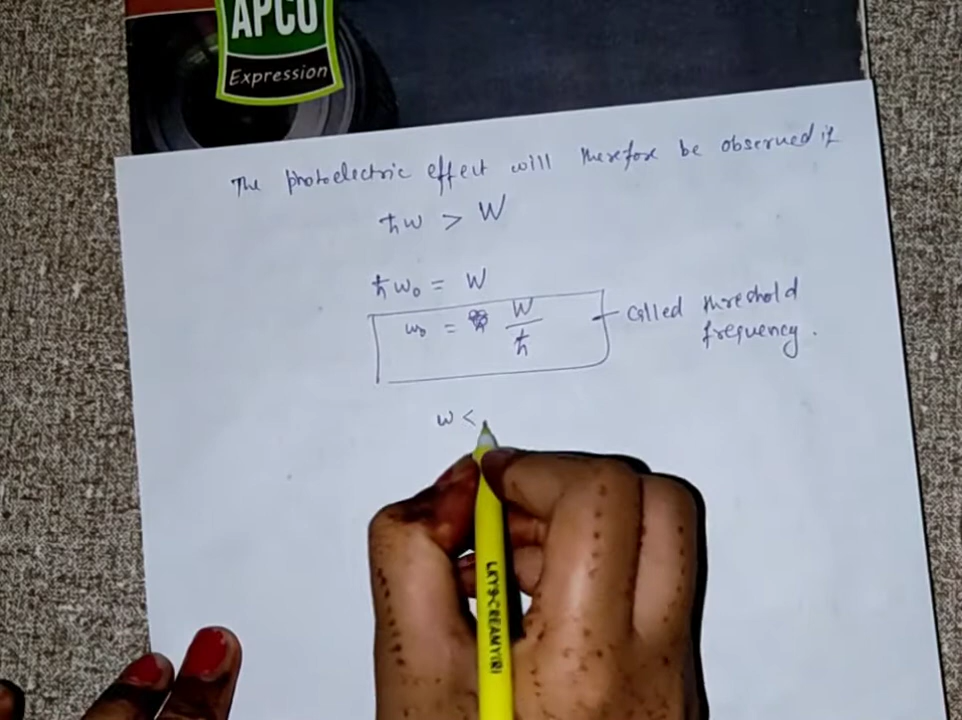 APCO
Expression
The photoelectric effect will therefore be observed if
ħω > W
ħω₀ = W
ω₀ = W/ħ
called threshold
frequency.
ω <